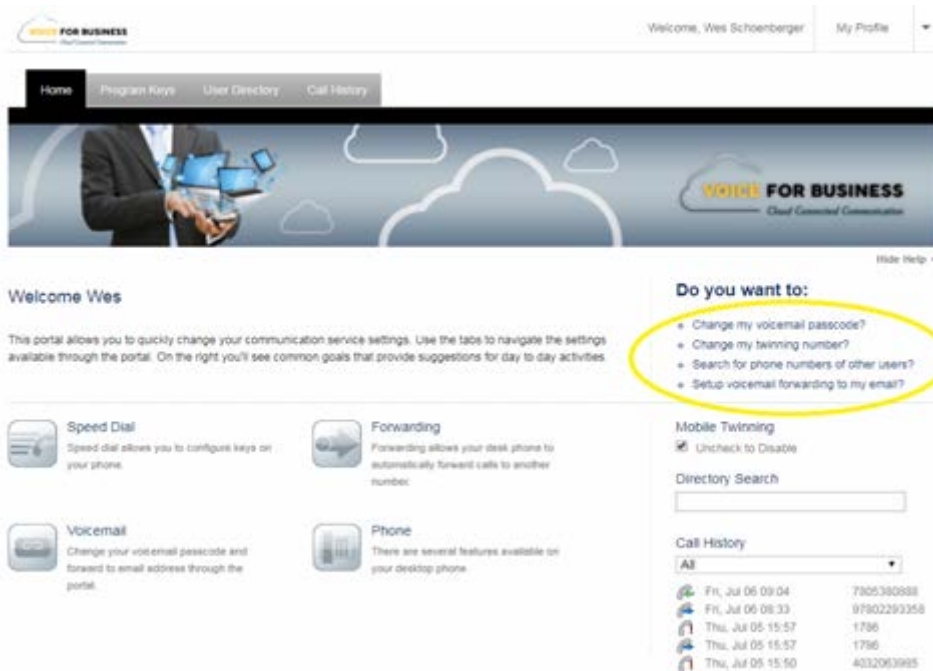 VOICE FOR BUSINESS
Cloud Connected Communication
Welcome, Wes Schoenberger
My Profile
Home
Program Keys
User Directory
Call History
VOICE FOR BUSINESS
Cloud Connected Communication
Hide Help
Welcome Wes
This portal allows you to quickly change your communication service settings. Use the tabs to navigate the settings
available through the portal. On the right you'll see common goals that provide suggestions for day to day activities
Do you want to:
Change my voicemail passcode?
Change my twinning number?
Search for phone numbers of other users?
Setup voicemail forwarding to my email?
Speed Dial
Speed dial allows you to configure keys on
your phone.
Forwarding
Forwarding allows your desk phone to
automatically forward calls to another
number.
Voicemail
Change your voicemail passcode and
forward to email address through the
portal.
Phone
There are several features available on
your desktop phone.
Mobile Twinning
Uncheck to Disable
Directory Search
Call History
All
Fri, Jul 06 09:04 7805380888
Fri, Jul 06 08:33 97802293358
Thu, Jul 05 15:57 1786
Thu, Jul 05 15:57 1786
Thu, Jul 05 15:50 4032063985